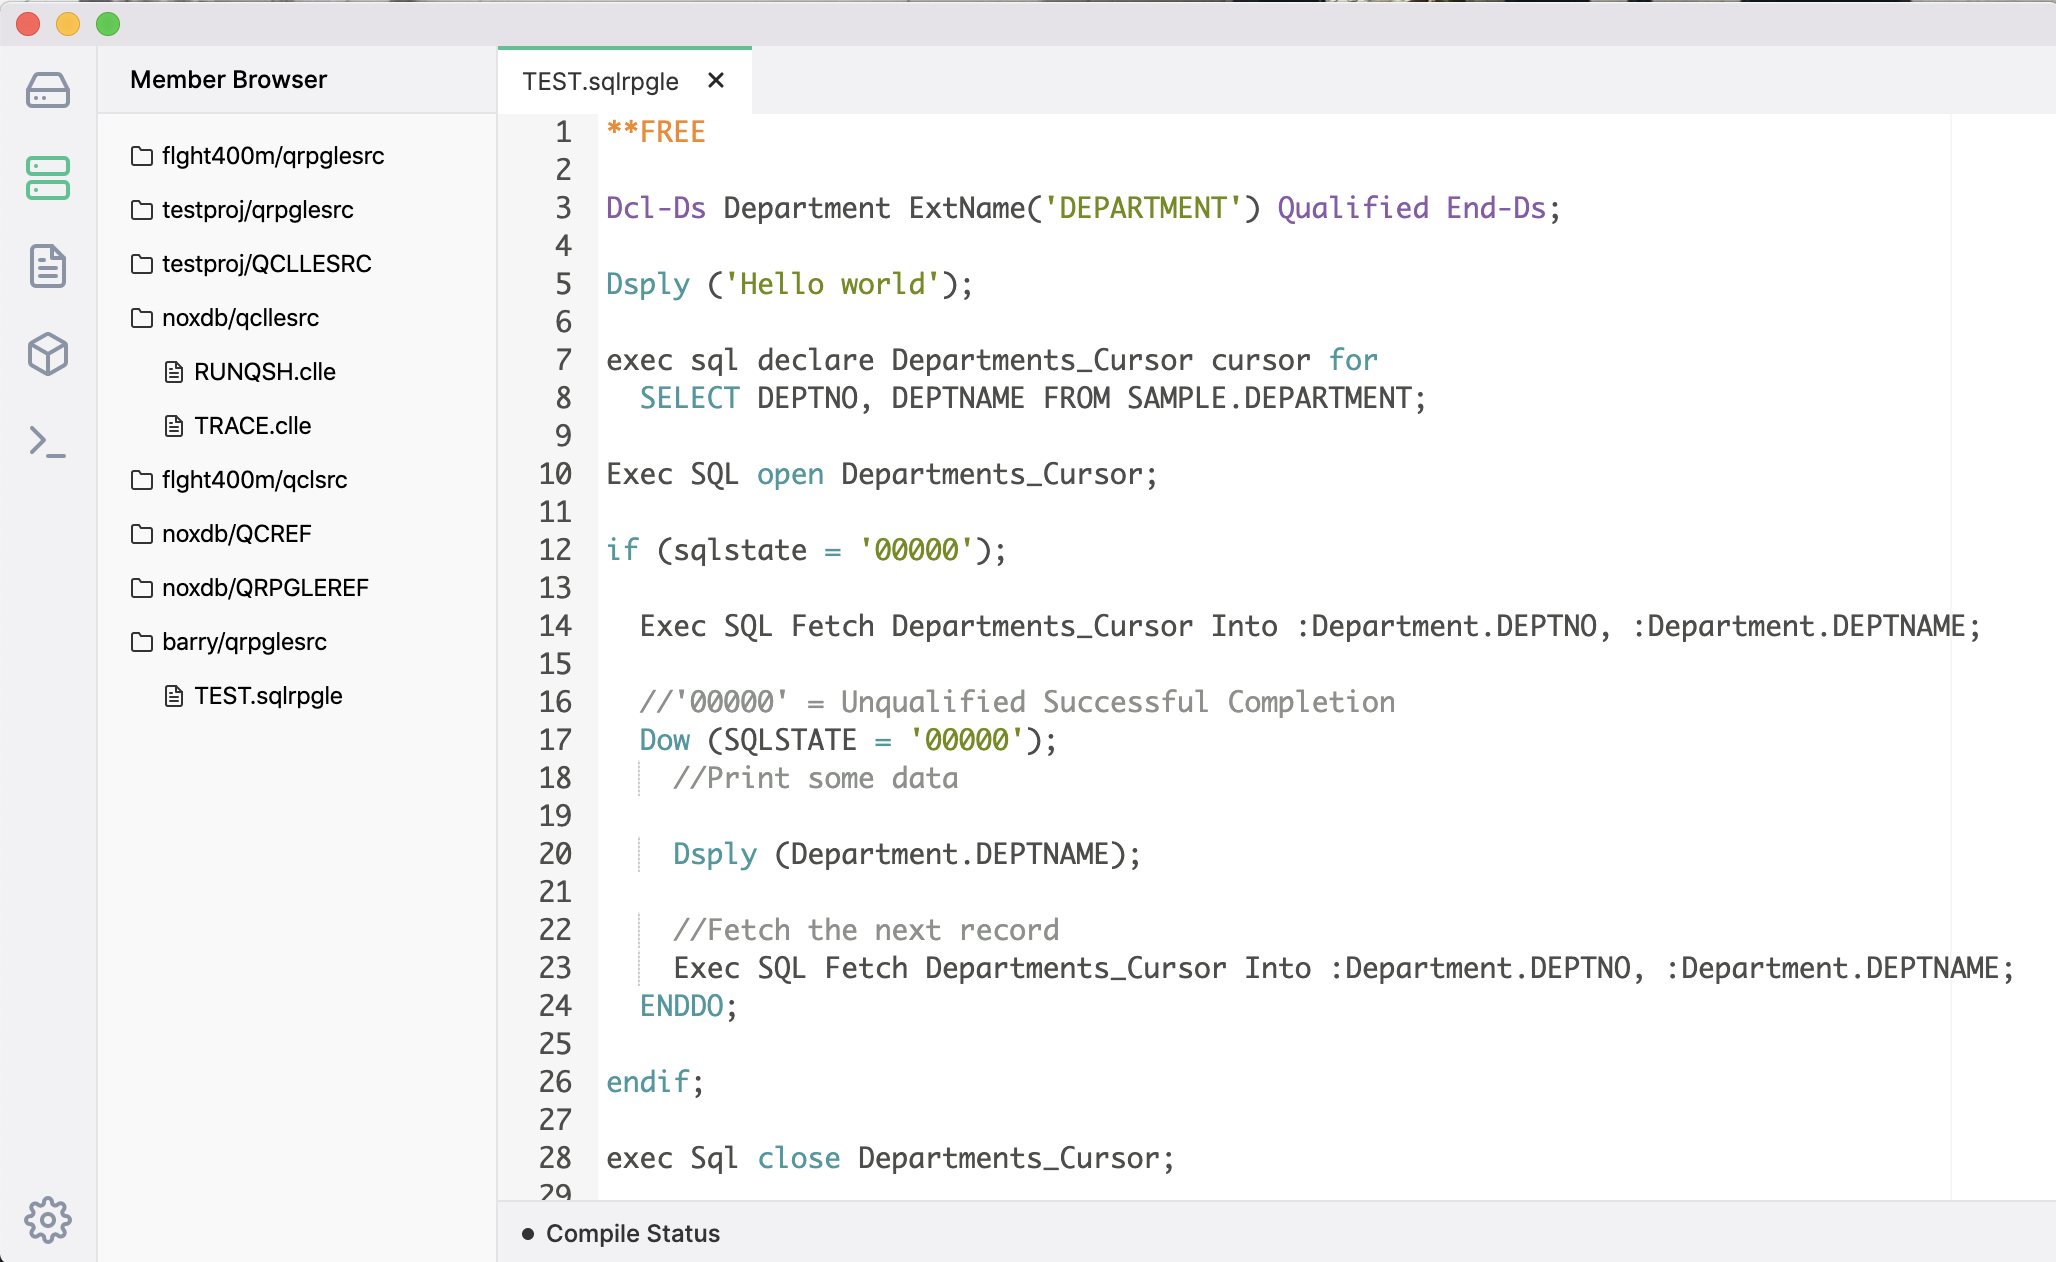 Member Browser
flght400m/qrpglesrc
testproj/qrpglesrc
testproj/QCLLESRC
noxdb/qcllesrc
RUNQSH.clle
TRACE.clle
flght400m/qclsrc
noxdb/QCREF
noxdb/QRPGLEREF
barry/qrpglesrc
TEST.sqlrpgle
TEST.sqlrpgle ×
1 **FREE
2
3 Dcl-Ds Department ExtName('DEPARTMENT') Qualified End-Ds;
4
5 Dsply ('Hello world');
6
7 exec sql declare Departments_Cursor cursor for
8 SELECT DEPTNO, DEPTNAME FROM SAMPLE.DEPARTMENT;
9
10 Exec SQL open Departments_Cursor;
11
12 if (sqlstate = '00000');
13
14 Exec SQL Fetch Departments_Cursor Into :Department.DEPTNO, :Department.DEPTNAME;
15
16 //'00000' = Unqualified Successful Completion
17 Dow (SQLSTATE = '00000');
18 //Print some data
19
20 Dsply (Department.DEPTNAME);
21
22 //Fetch the next record
23 Exec SQL Fetch Departments_Cursor Into :Department.DEPTNO, :Department.DEPTNAME;
24 ENDDO;
25
26 endif;
27
28 exec Sql close Departments_Cursor;
29
Compile Status